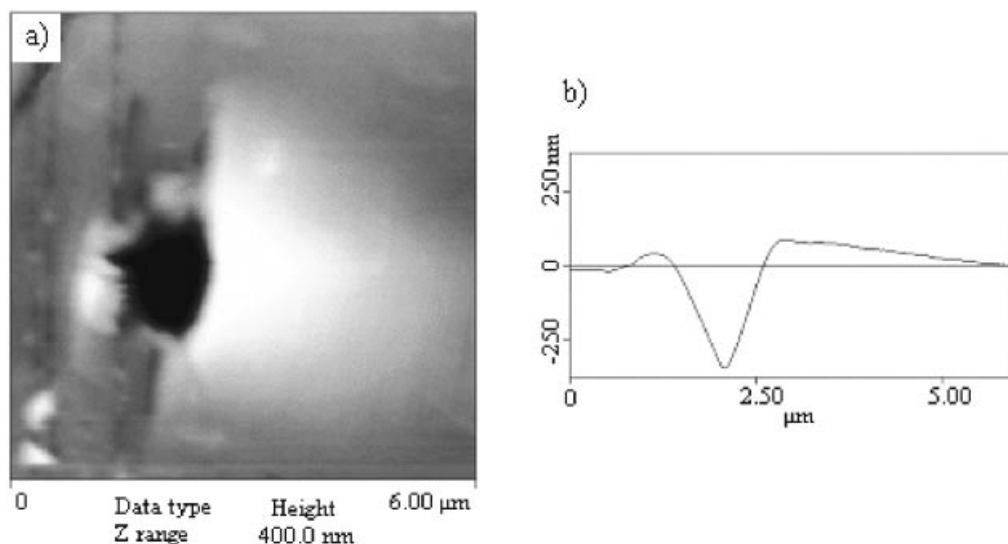 a)
0
6.00 µm
Data type Height
Z range 400.0 nm
b)
250 nm
0
-250
0 2.50 5.00
µm